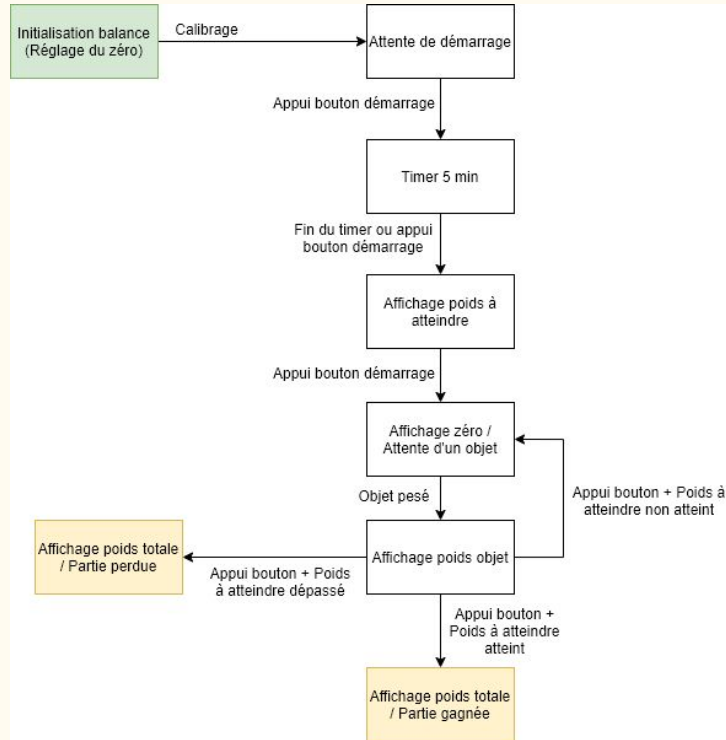 Initialisation balance
(Réglage du zéro)
Calibrage
Attente de démarrage
Appui bouton démarrage
Timer 5 min
Fin du timer ou appui
bouton démarrage
Affichage poids à
atteindre
Appui bouton démarrage
Affichage zéro /
Attente d'un objet
Objet pesé
Appui bouton + Poids à
atteindre non atteint
Affichage poids totale
/ Partie perdue
Appui bouton + Poids
à atteindre dépassé
Affichage poids objet
Appui bouton +
Poids à atteindre
atteint
Affichage poids totale
/ Partie gagnée